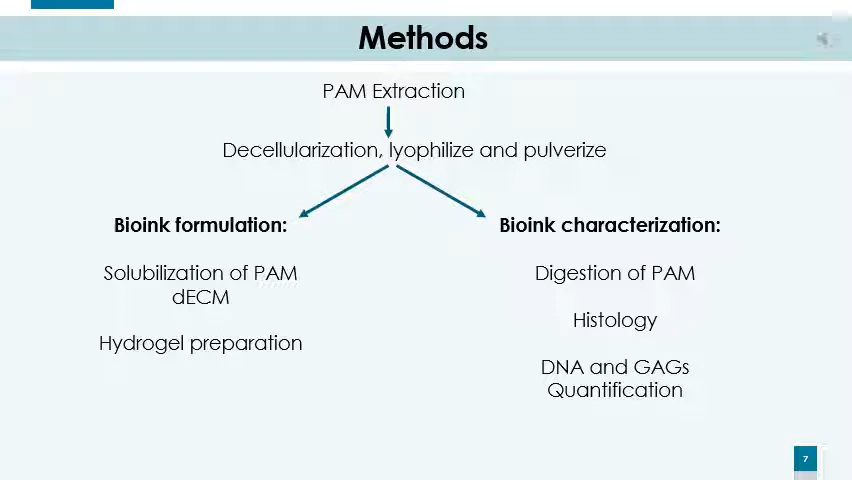 Methods
PAM Extraction
Decellularization, lyophilize and pulverize
Bioink formulation:
Solubilization of PAM
dECM
Hydrogel preparation
Bioink characterization:
Digestion of PAM
Histology
DNA and GAGs
Quantification
7